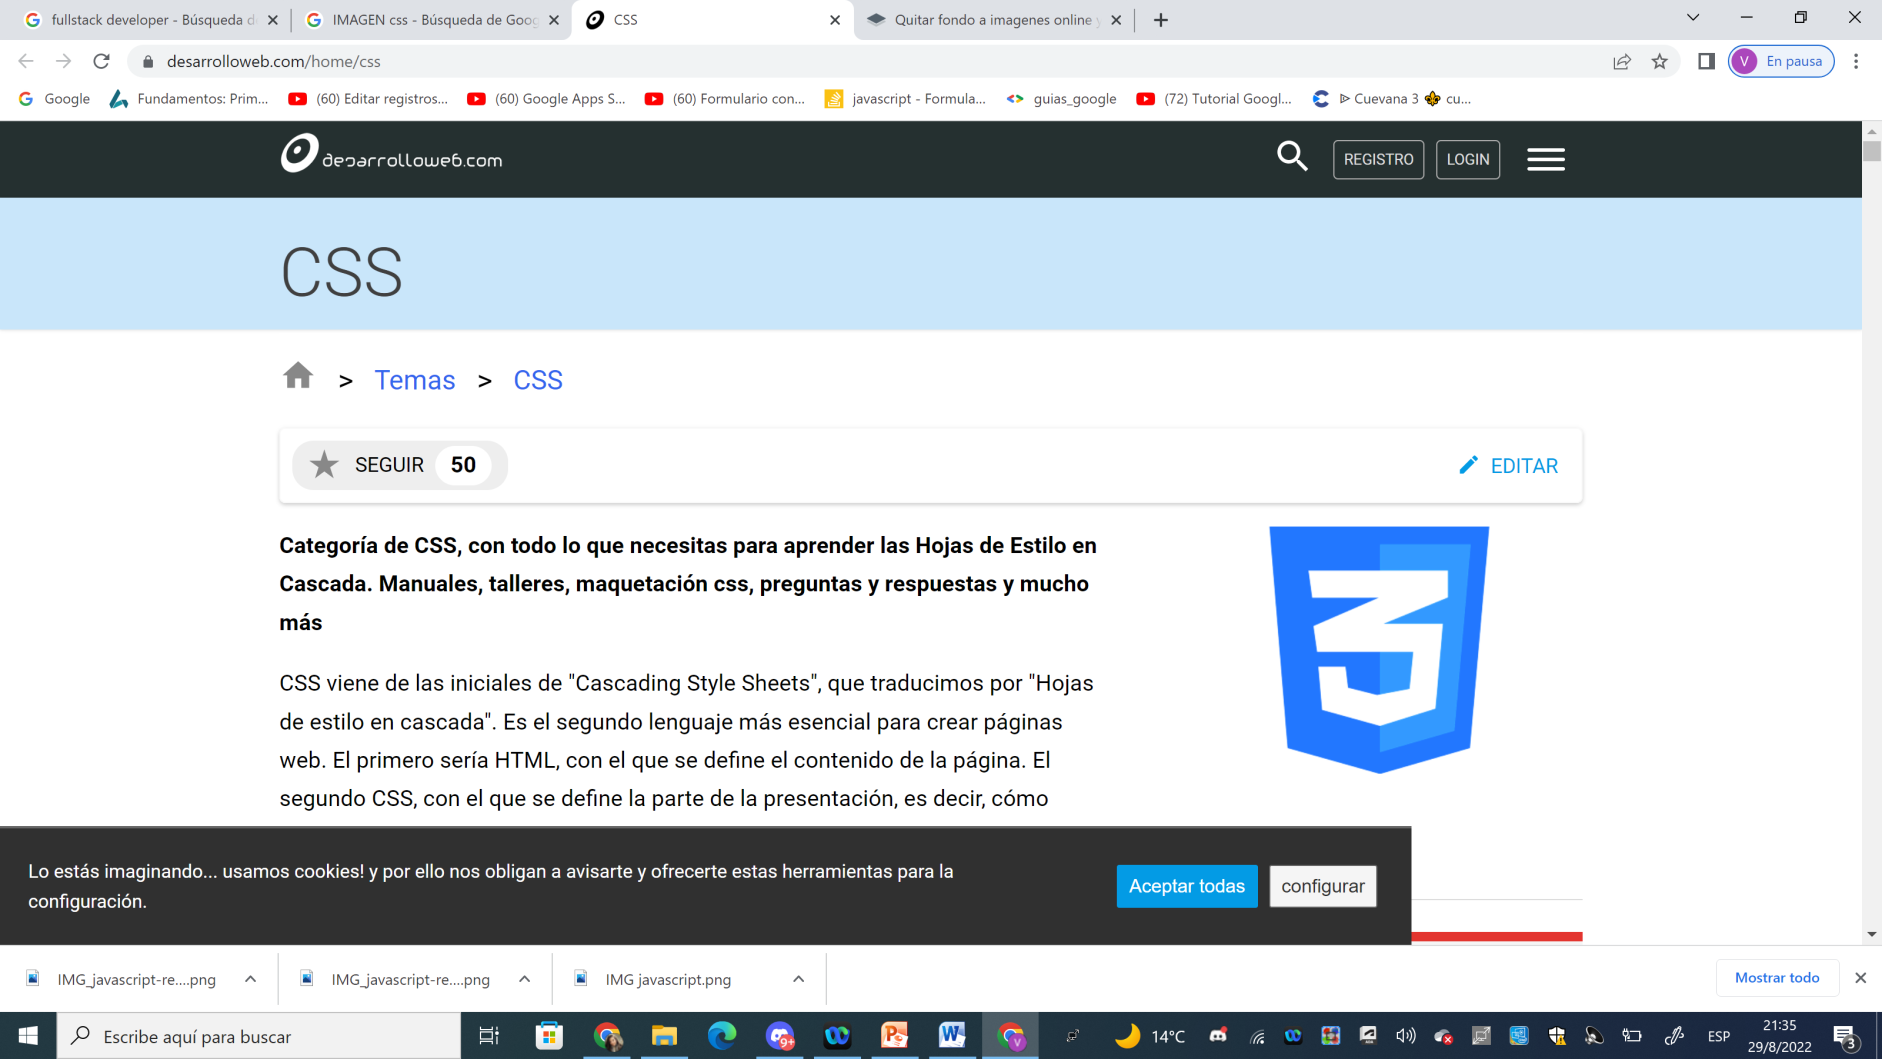 fullstack developer - Búsqueda d
IMAGEN css - Búsqueda de Goog
CSS
Quitar fondo a imagenes online y
desarrolloweb.com/home/css
V En pausa
Google
Fundamentos: Prim...
(60) Editar registros...
(60) Google Apps S...
(60) Formulario con...
javascript - Formula...
guias_google
(72) Tutorial Googl...
Cuevana 3 cu...
desarrolloweb.com
REGISTRO
LOGIN
CSS
> Temas > CSS
SEGUIR 50
EDITAR
Categoría de CSS, con todo lo que necesitas para aprender las Hojas de Estilo en
Cascada. Manuales, talleres, maquetación css, preguntas y respuestas y mucho
más
3
CSS viene de las iniciales de "Cascading Style Sheets", que traducimos por "Hojas
de estilo en cascada". Es el segundo lenguaje más esencial para crear páginas
web. El primero sería HTML, con el que se define el contenido de la página. El
segundo CSS, con el que se define la parte de la presentación, es decir, cómo
Lo estás imaginando... usamos cookies! y por ello nos obligan a avisarte y ofrecerte estas herramientas para la
configuración.
Aceptar todas
configurar
IMG_javascript-re....png
IMG_javascript-re....png
IMG javascript.png
Mostrar todo
Escribe aquí para buscar
9+
14°C
ESP
21:35
29/8/2022
3